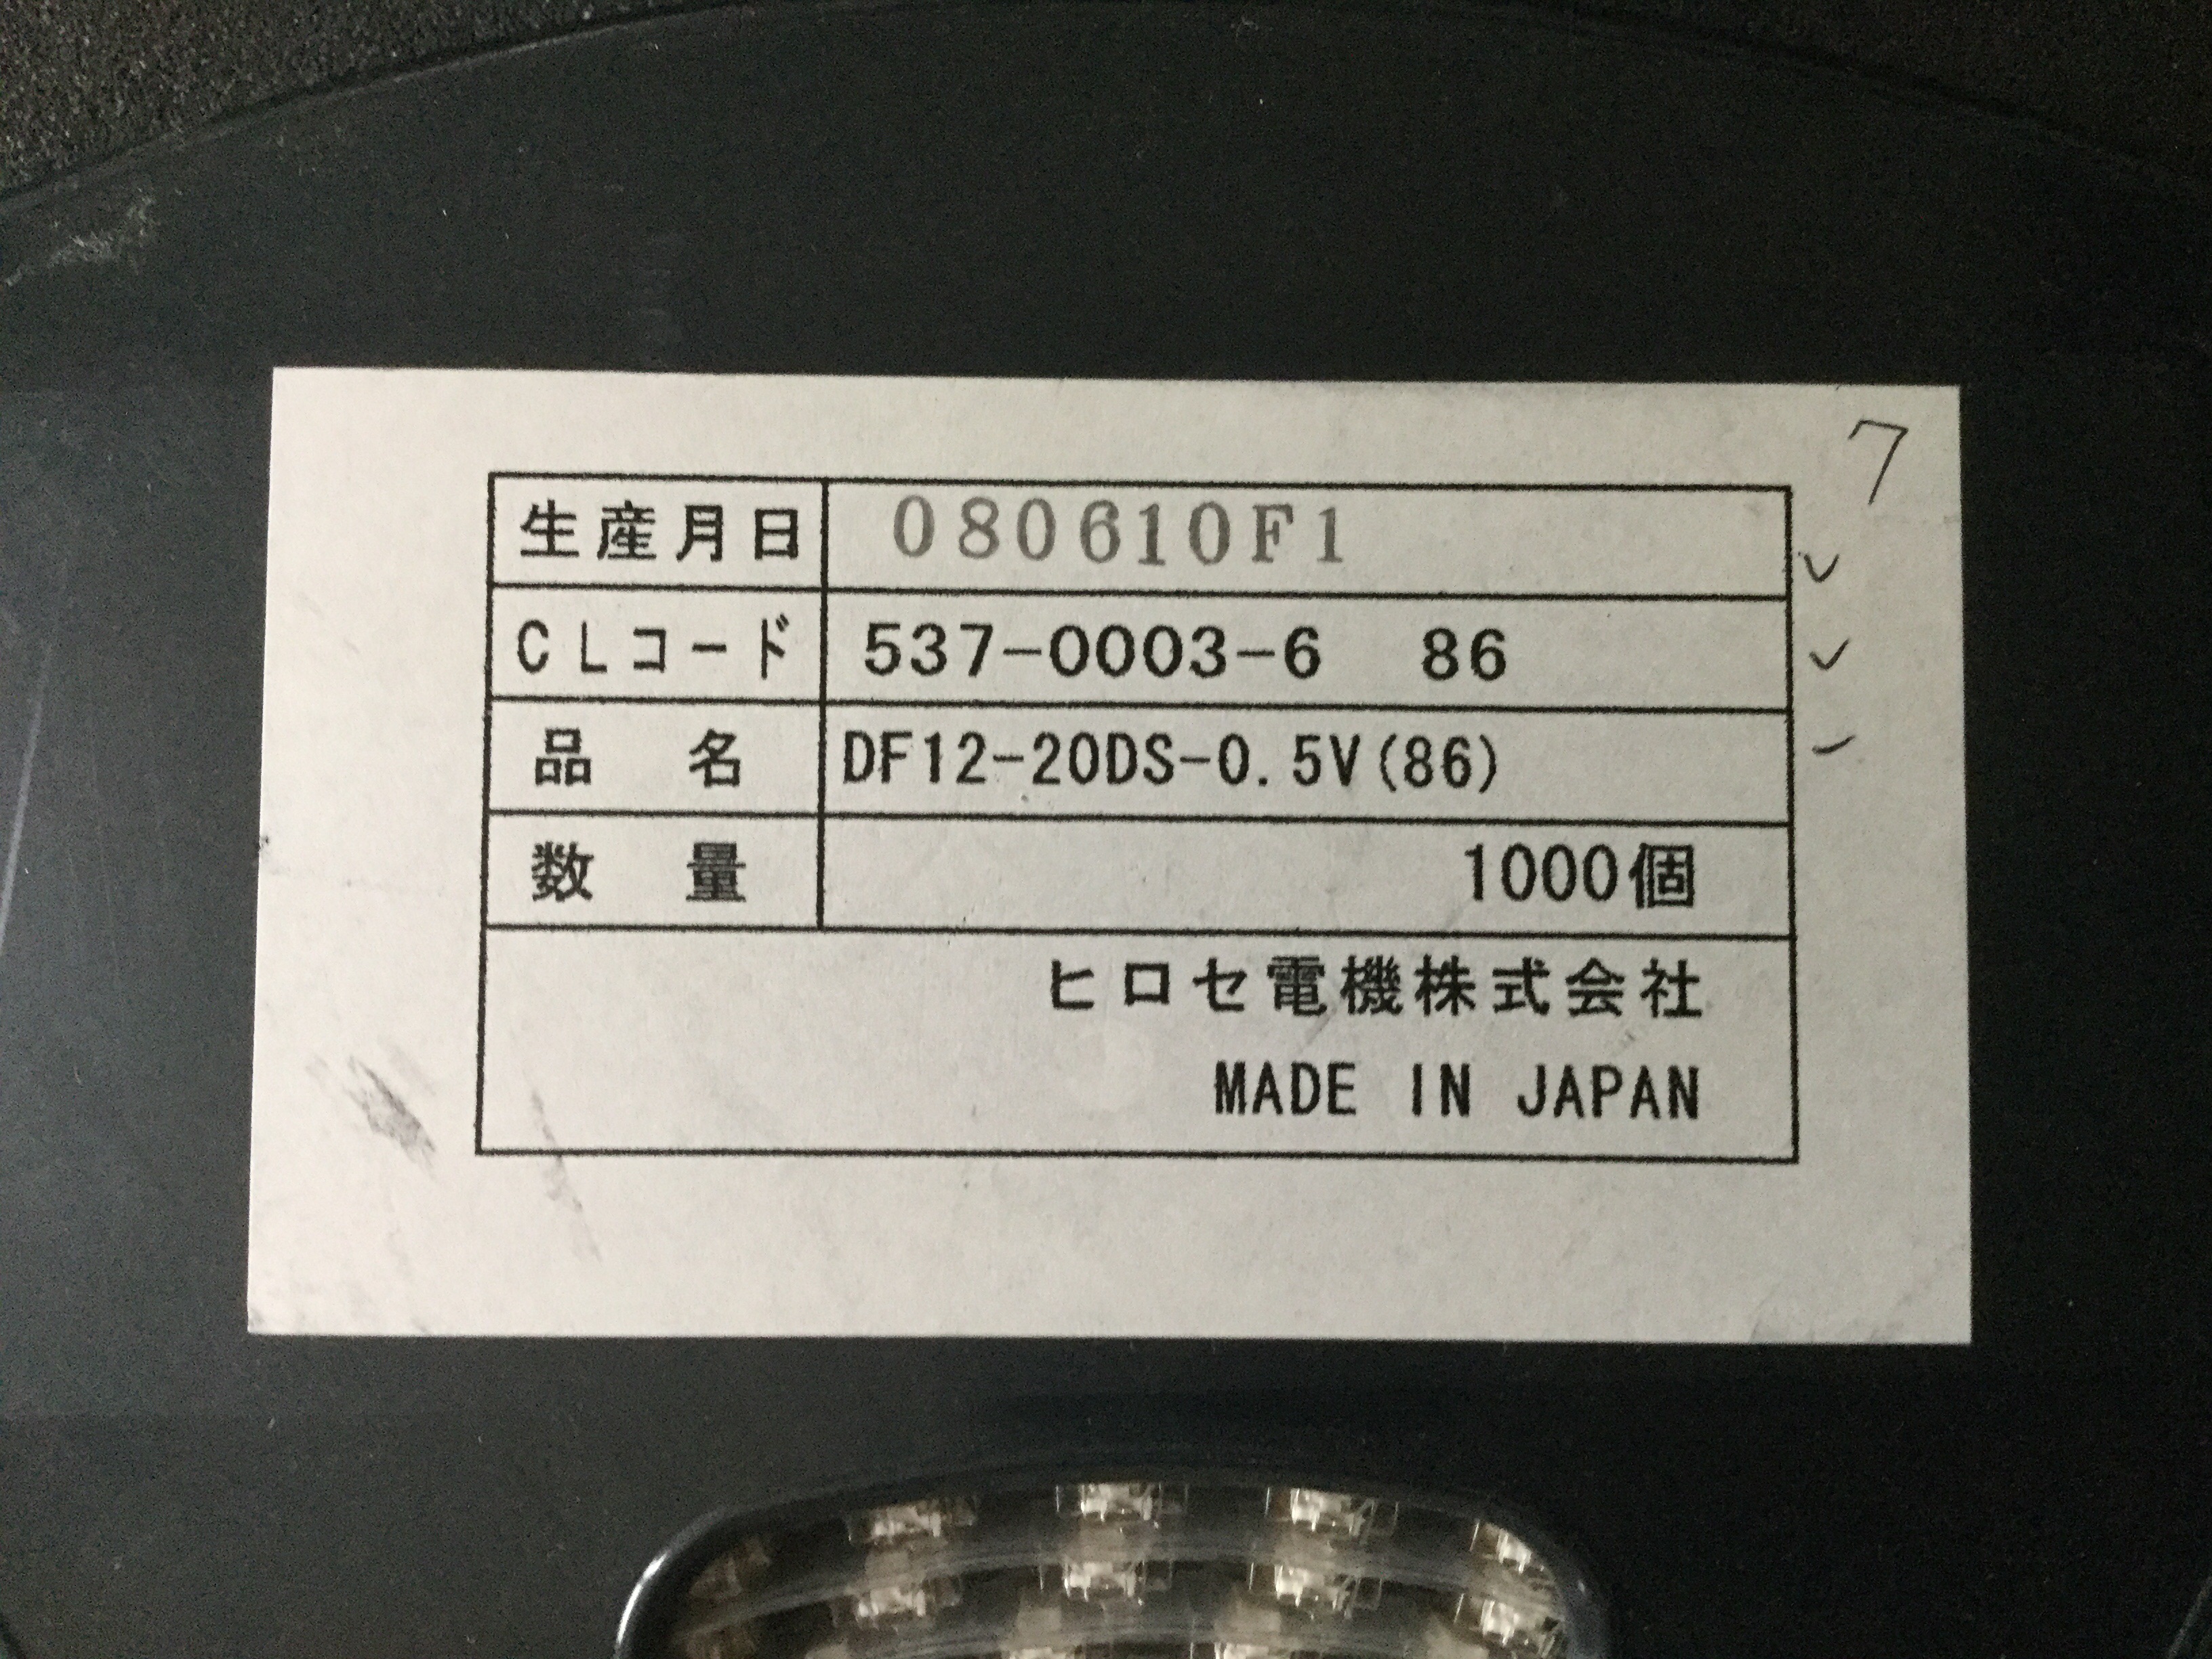 7
生産月日 080610F1
CLコード 537-0003-6 86
品 名 DF12-20DS-0.5V(86)
数 量 1000個
ヒロセ電機株式会社
MADE IN JAPAN